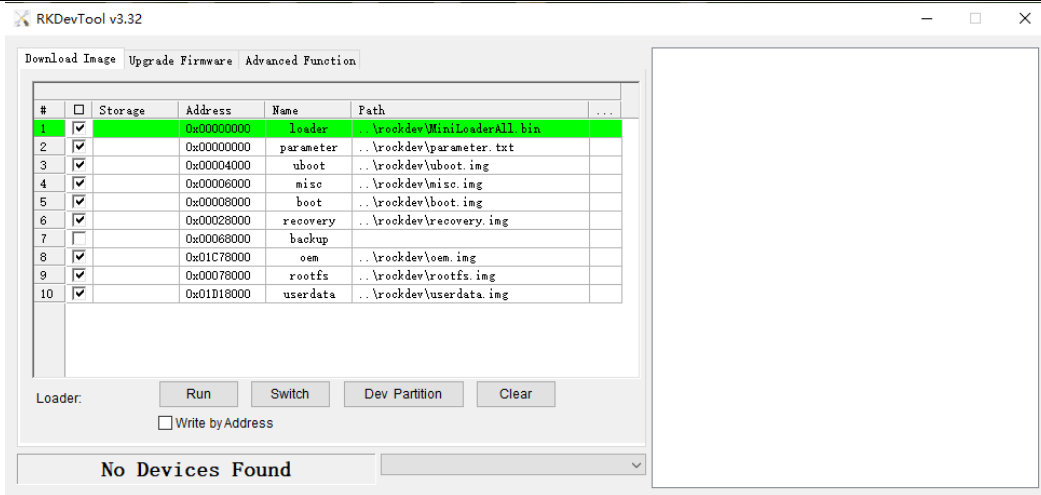 RKDevTool v3.32
Download Image Upgrade Firmware Advanced Function
# Storage Address Name Path ...
1 0x00000000 loader ..\rockdev\MiniLoaderAll.bin
2 0x00000000 parameter ..\rockdev\parameter.txt
3 0x00004000 uboot ..\rockdev\uboot.img
4 0x00006000 misc ..\rockdev\misc.img
5 0x00008000 boot ..\rockdev\boot.img
6 0x00028000 recovery ..\rockdev\recovery.img
7 0x00068000 backup
8 0x01C78000 oem ..\rockdev\oem.img
9 0x00078000 rootfs ..\rockdev\rootfs.img
10 0x01D18000 userdata ..\rockdev\userdata.img
Loader: Run Switch Dev Partition Clear
Write by Address
No Devices Found